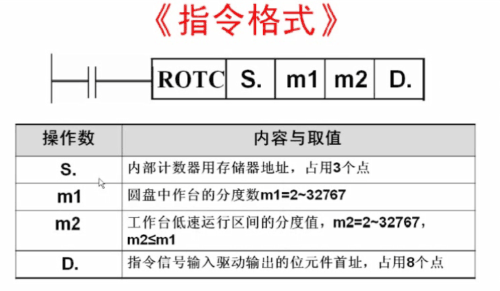 《指令格式》
ROTC S. m1 m2 D.
操作数 内容与取值
S. 内部计数器用存储器地址，占用3个点
m1 圆盘中作台的分度数m1=2~32767
m2 工作台低速运行区间的分度值，m2=2~32767，
m2≤m1
D. 指令信号输入驱动输出的位元件首址，占用8个点